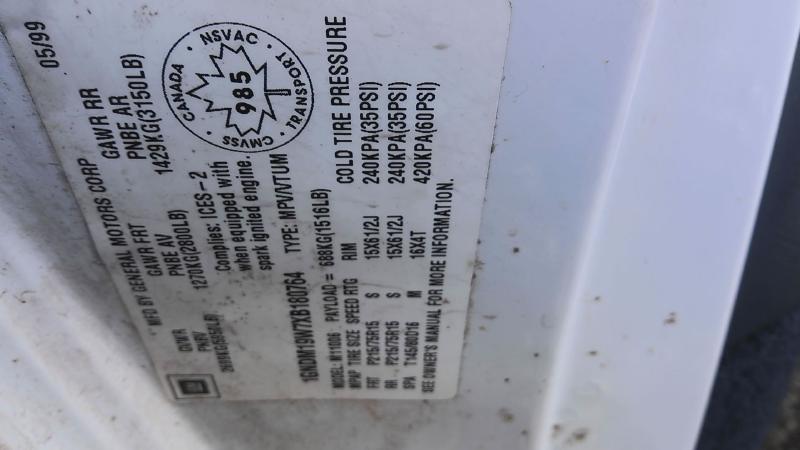 MFD BY GENERAL MOTORS CORP 05/99
GVWR GAWR FRT GAWR RR
PNBV PNBE AV PNBE AR
1270KG(2800LB) 1429KG(3150LB)
Complies: ICES-2
when equipped with
spark ignited engine.
CANADA · NSVAC · TRANSPORT · CMVSS
985
1GNDM19W7XB180764 TYPE: MPV/VTUM
MODEL: M11006 PAYLOAD = 688KG(1516LB)
TIRE SIZE SPEED RTG RIM COLD TIRE PRESSURE
FRT P215/75R15 S 15X61/2J 240KPA(35PSI)
RR P215/75R15 S 15X61/2J 240KPA(35PSI)
SPA T145/80D16 M 16X4T 420KPA(60PSI)
SEE OWNER'S MANUAL FOR MORE INFORMATION.